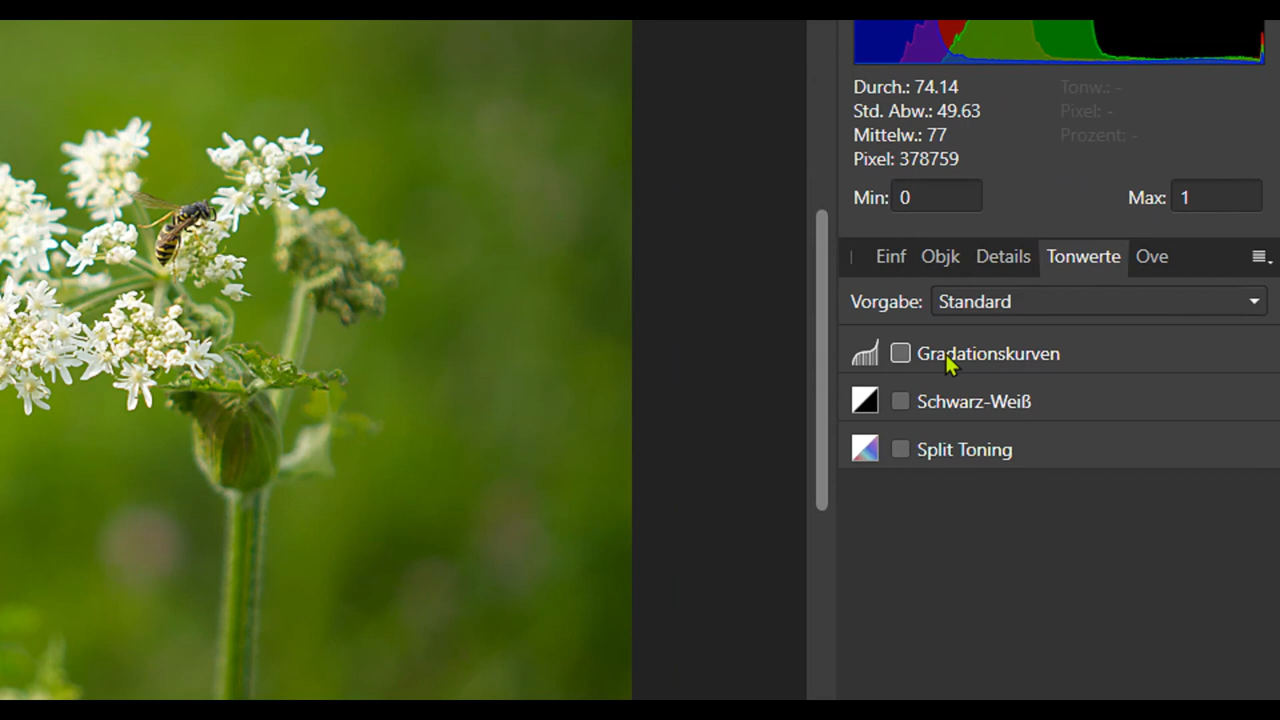 Durch.: 74.14 Tonw.: -
Std. Abw.: 49.63 Pixel: -
Mittelw.: 77 Prozent: -
Pixel: 378759
Min: 0 Max: 1
Einf Objk Details Tonwerte Ove
Vorgabe: Standard
Gradationskurven
Schwarz-Weiß
Split Toning